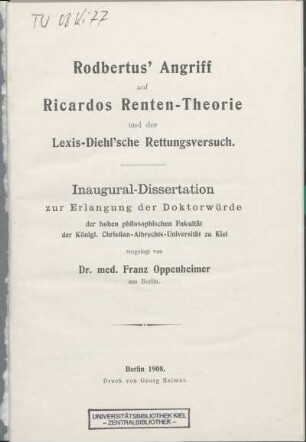 TU 08 Ki 77
Rodbertus' Angriff
auf
Ricardos Renten-Theorie
und der
Lexis-Diehl'sche Rettungsversuch.
Inaugural-Dissertation
zur Erlangung der Doktorwürde
der hohen philosophischen Fakultät
der Königl. Christian-Albrechts-Universität zu Kiel
vorgelegt von
Dr. med. Franz Oppenheimer
aus Berlin.
Berlin 1908.
Druck von Georg Reimer.
UNIVERSITÄTSBIBLIOTHEK KIEL
- ZENTRALBIBLIOTHEK -